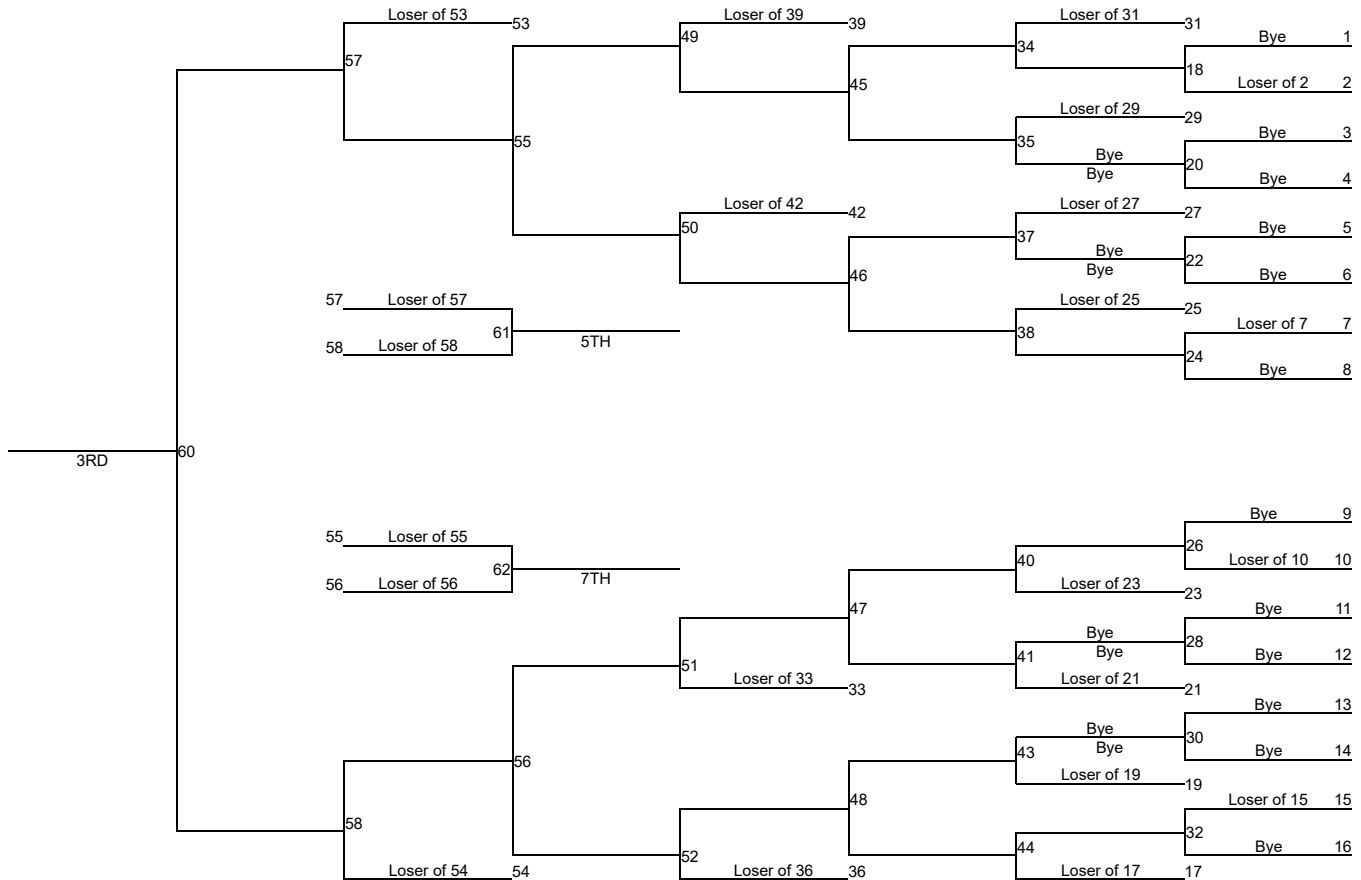 Loser of 53 53 Loser of 39 39 Loser of 31 31
49 34 Bye 1
57 18
45 Loser of 2 2
Loser of 29 29
Bye 3
55 35
Bye 20
Bye Bye 4
Loser of 42 42 Loser of 27 27
50 37 Bye 5
Bye 22
46 Bye Bye 6
57 Loser of 57 Loser of 25 25
61 38 Loser of 7 7
58 Loser of 58 5TH
24
Bye 8
60
3RD
Bye 9
55 Loser of 55 26
40 Loser of 10 10
62
56 Loser of 56 7TH Loser of 23 23
47 Bye 11
Bye 28
51 41 Bye Bye 12
Loser of 33 33 Loser of 21 21
Bye 13
Bye 30
43 Bye Bye 14
56
Loser of 19 19
48 Loser of 15 15
58 32
52 44 Bye 16
Loser of 54 54 Loser of 36 36 Loser of 17 17